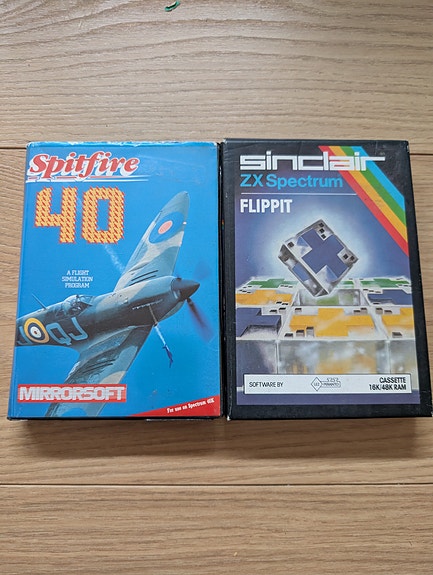 Spitfire
40
A FLIGHT
SIMULATION
PROGRAM
QJ
MIRRORSOFT
For use on Spectrum 48K
sinclair
ZX Spectrum
FLIPPIT
SOFTWARE BY
CASSETTE
16K/48K RAM